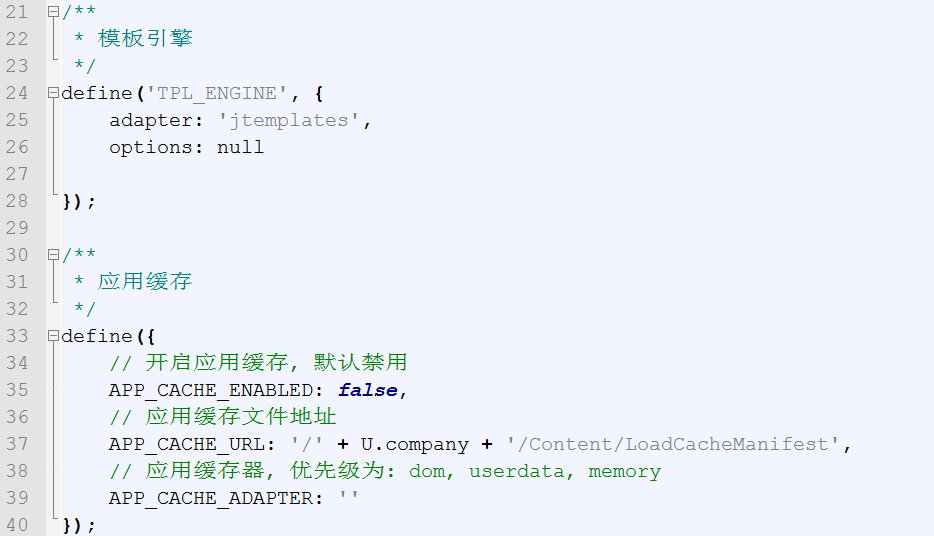 21 /**
22  * 模板引擎
23  */
24 define('TPL_ENGINE', {
25     adapter: 'jtemplates',
26     options: null
27
28 });
29
30 /**
31  * 应用缓存
32  */
33 define({
34     // 开启应用缓存, 默认禁用
35     APP_CACHE_ENABLED: false,
36     // 应用缓存文件地址
37     APP_CACHE_URL: '/' + U.company + '/Content/LoadCacheManifest',
38     // 应用缓存器, 优先级为: dom, userdata, memory
39     APP_CACHE_ADAPTER: ''
40 });